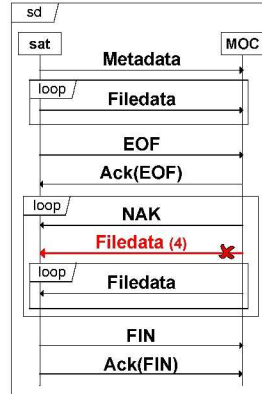 sd
sat MOC
Metadata
loop
Filedata
EOF
Ack(EOF)
loop
NAK
Filedata (4)
loop
Filedata
FIN
Ack(FIN)